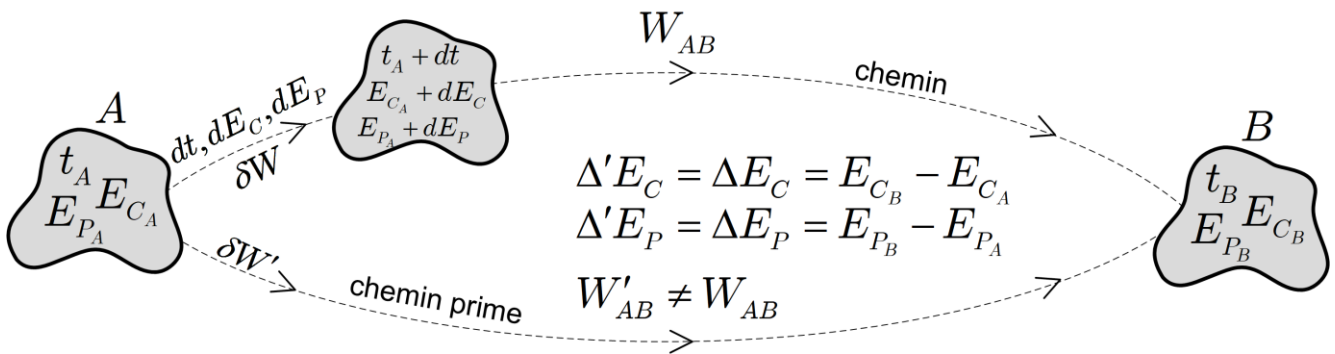 A
t_A
E_{P_A} E_{C_A}
dt, dE_C, dE_P
δW
t_A + dt
E_{C_A} + dE_C
E_{P_A} + dE_P
W_{AB}
chemin
B
t_B
E_{P_B} E_{C_B}
Δ′E_C = ΔE_C = E_{C_B} − E_{C_A}
Δ′E_P = ΔE_P = E_{P_B} − E_{P_A}
W′_{AB} ≠ W_{AB}
δW'
chemin prime